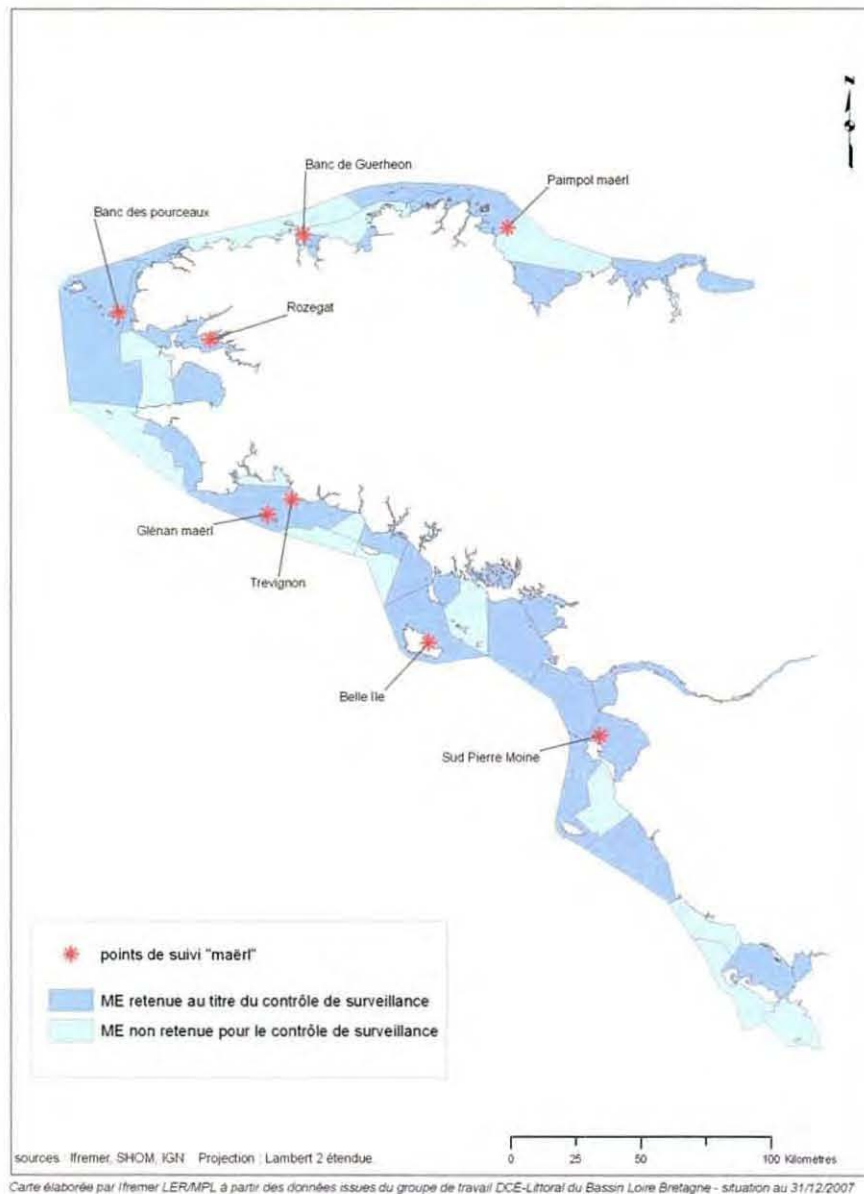 N
Banc de Guerheon
Paimpol maërl
Banc des pourceaux
Rozegat
Glénan maërl
Trevignon
Belle Ile
Sud Pierre Moine
points de suivi "maërl"
ME retenue au titre du contrôle de surveillance
ME non retenue pour le contrôle de surveillance
sources : Ifremer, SHOM, IGN Projection : Lambert 2 étendue
0 25 50 100 Kilomètres
Carte élaborée par Ifremer LER/MPL à partir des données issues du groupe de travail DCE-Littoral du Bassin Loire Bretagne - situation au 31/12/2007